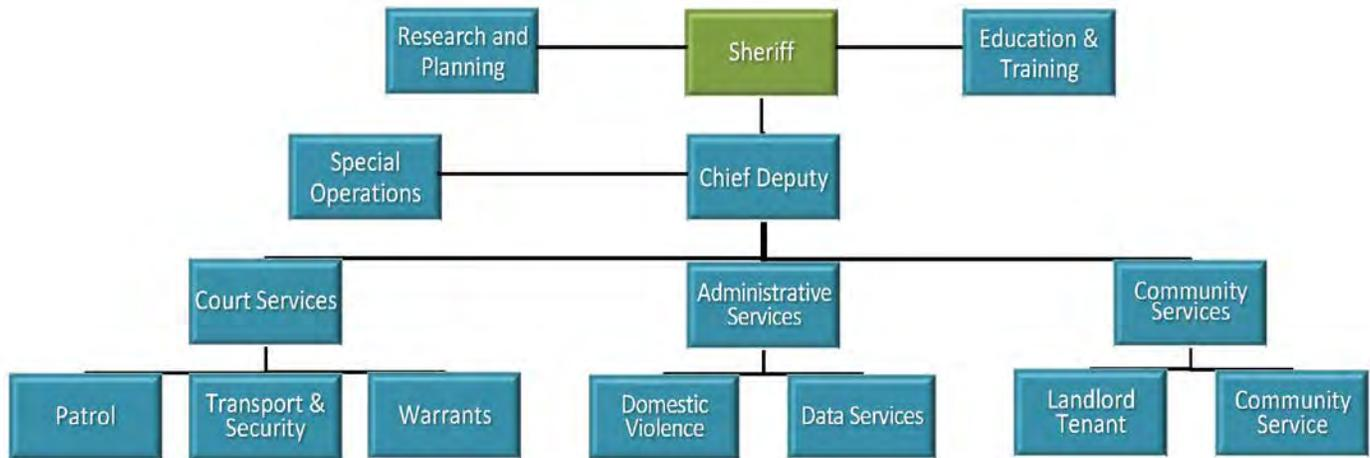 Research and
Planning
Sheriff
Education &
Training
Special
Operations
Chief Deputy
Court Services
Administrative
Services
Community
Services
Patrol
Transport &
Security
Warrants
Domestic
Violence
Data Services
Landlord
Tenant
Community
Service